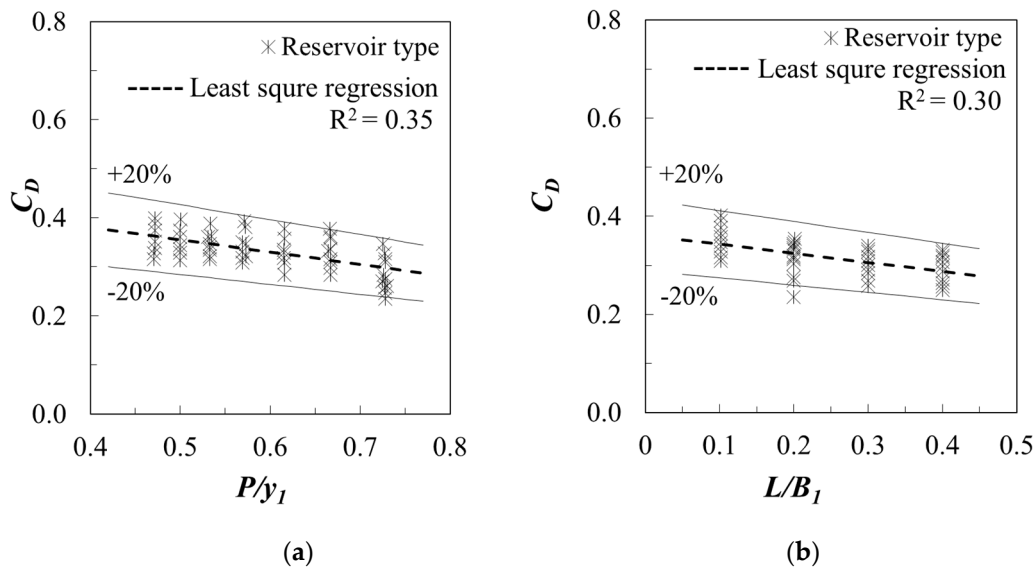 0.8
0.6
0.4
0.2
0.0
C_D
Reservoir type
Least squre regression
R² = 0.35
+20%
-20%
0.4 0.5 0.6 0.7 0.8
P/y₁
(a)
0.8
0.6
0.4
0.2
0.0
C_D
Reservoir type
Least squre regression
R² = 0.30
+20%
-20%
0 0.1 0.2 0.3 0.4 0.5
L/B₁
(b)